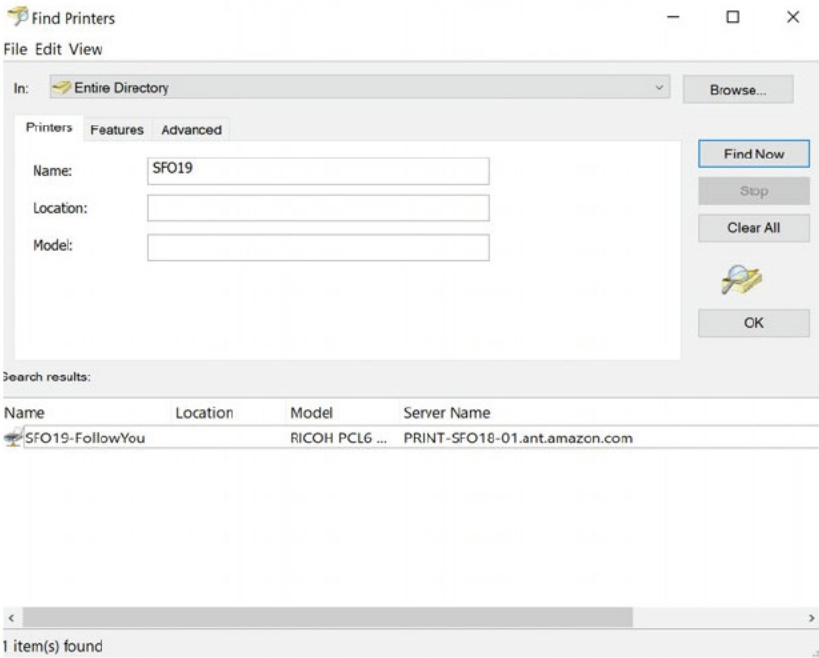 Find Printers
File Edit View
In: Entire Directory Browse...
Printers Features Advanced
Find Now
Name: SFO19
Stop
Location:
Clear All
Model:
OK
Search results:
Name Location Model Server Name
SFO19-FollowYou RICOH PCL6 ... PRINT-SFO18-01.ant.amazon.com
1 item(s) found